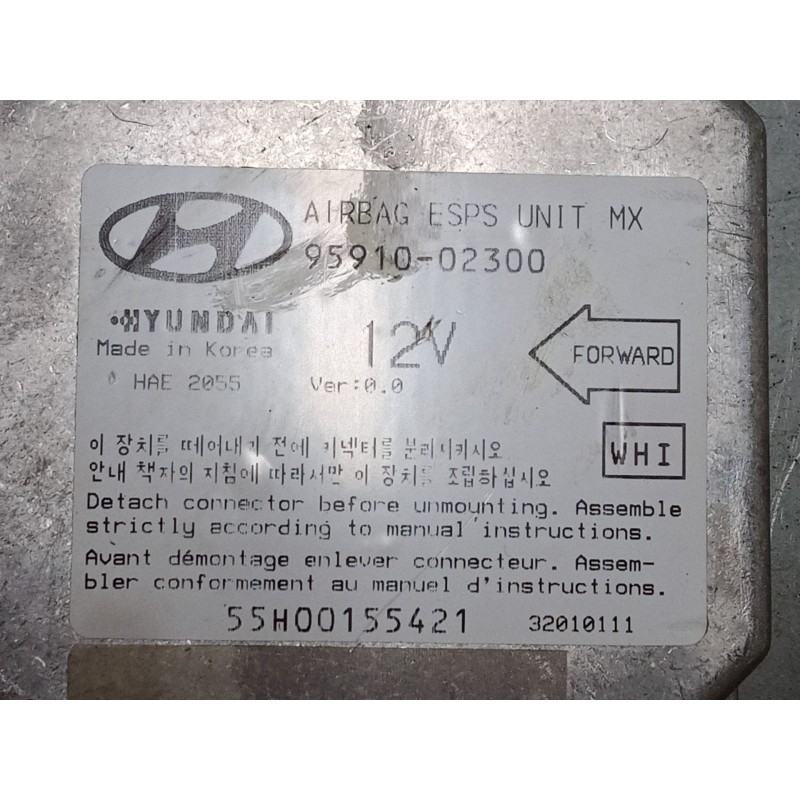 AIRBAG ESPS UNIT MX
95910-02300
HYUNDAI
Made in Korea
12V
FORWARD
HAE 2055
Ver:0.0
WHI
이 장치를 떼어내기 전에 커넥터를 분리시키시오
안내 책자의 지침에 따라서만 이 장치를 조립하십시오
Detach connector before unmounting. Assemble
strictly according to manual instructions.
Avant démontage enlever connecteur. Assem-
bler conformement au manuel d'instructions.
55H00155421
32010111